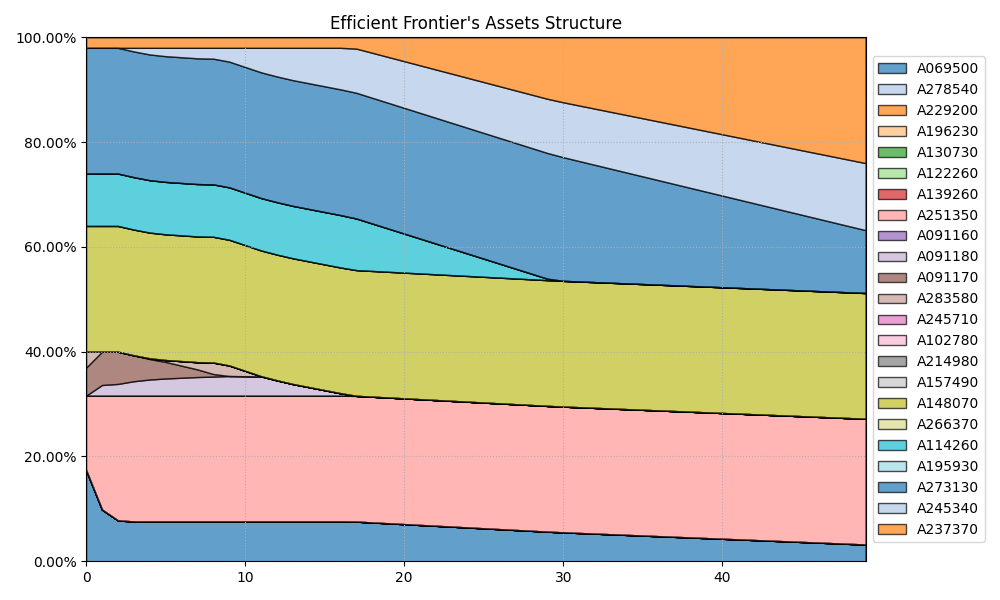 Efficient Frontier's Assets Structure
100.00%
80.00%
60.00%
40.00%
20.00%
0.00%
0
10
20
30
40
A069500
A278540
A229200
A196230
A130730
A122260
A139260
A251350
A091160
A091180
A091170
A283580
A245710
A102780
A214980
A157490
A148070
A266370
A114260
A195930
A273130
A245340
A237370